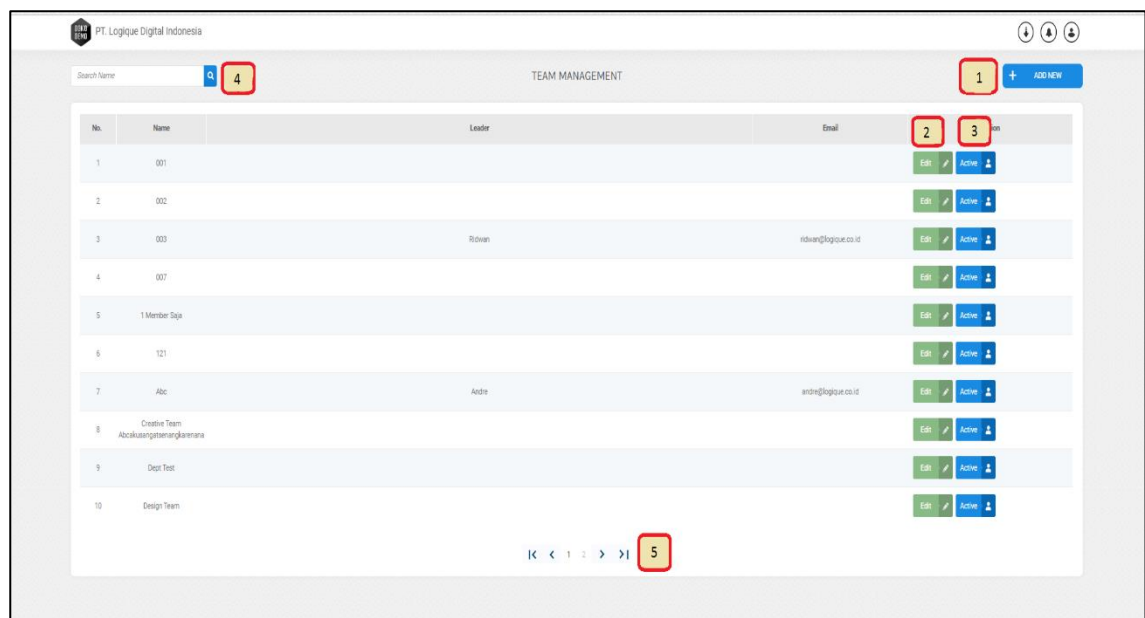 DEMO
PT. Logique Digital Indonesia
Search Name
4
TEAM MANAGEMENT
1
+ ADD NEW
No. Name Leader Email 2 3 ion
1 001 Edit Active
2 002 Edit Active
3 003 Ridwan ridwan@logique.co.id Edit Active
4 007 Edit Active
5 1 Member Saja Edit Active
6 121 Edit Active
7 Abc Andre andre@logique.co.id Edit Active
8 Creative Team Edit Active
9 Dept Test Edit Active
10 Design Team Edit Active
1 2 5